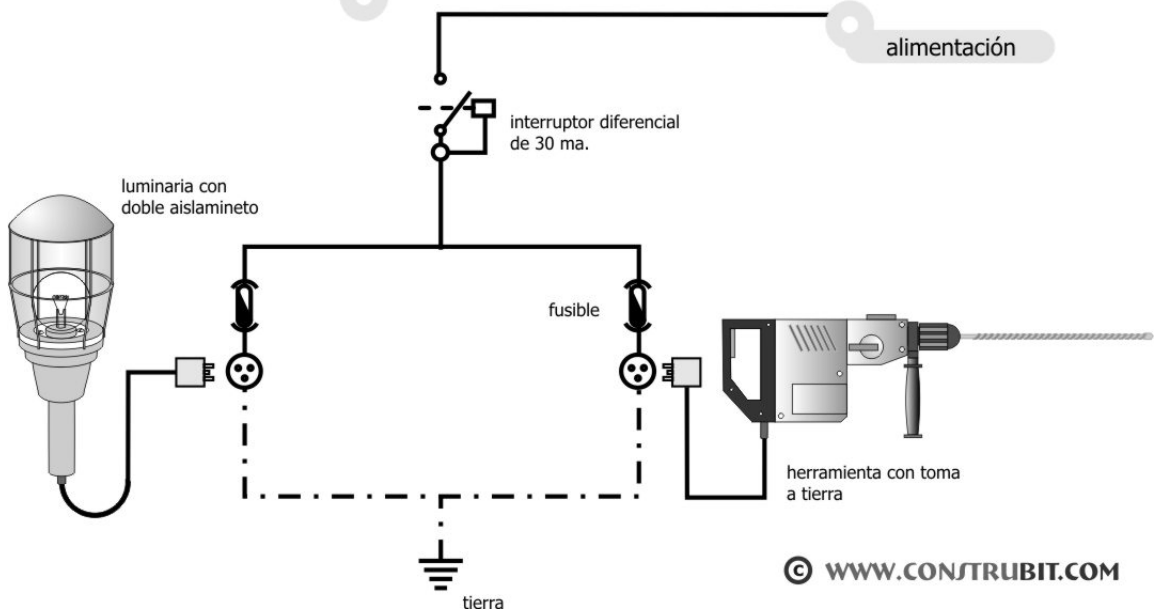 alimentación
interruptor diferencial
de 30 ma.
luminaria con
doble aislamineto
fusible
herramienta con toma
a tierra
tierra
© WWW.CONSTRUBIT.COM